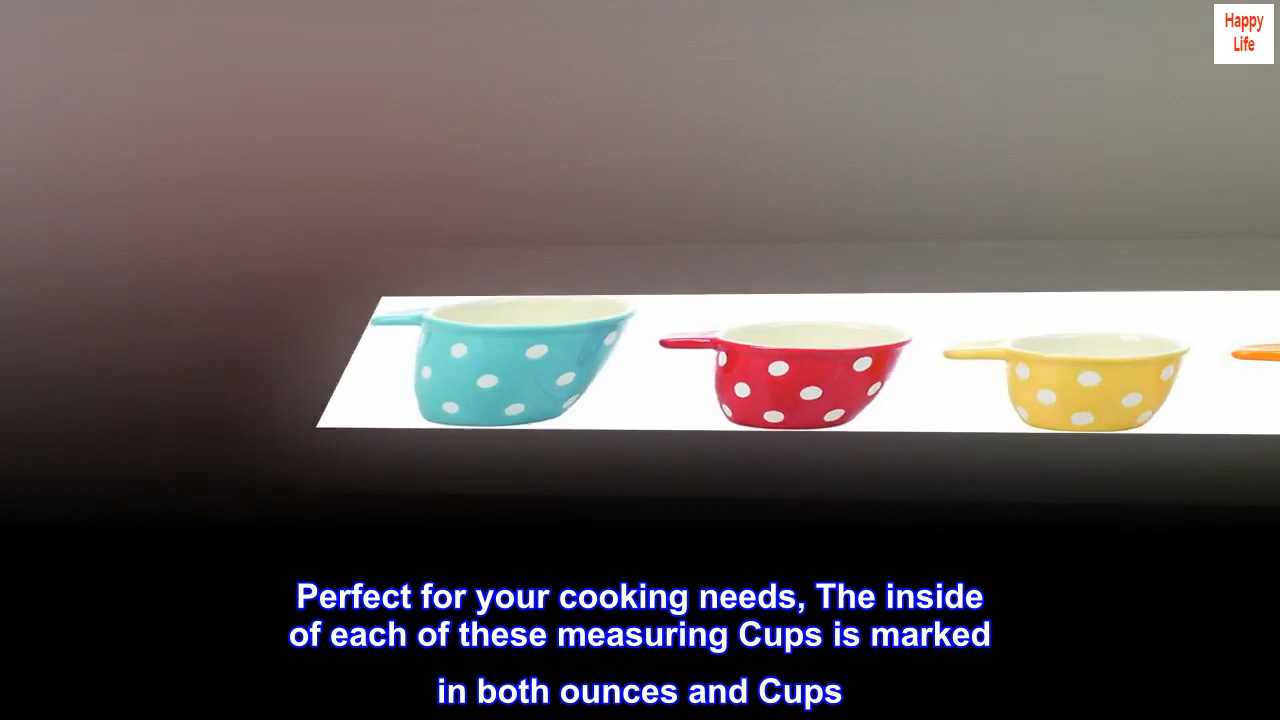 Happy
Life
Perfect for your cooking needs, The inside
of each of these measuring Cups is marked
in both ounces and Cups